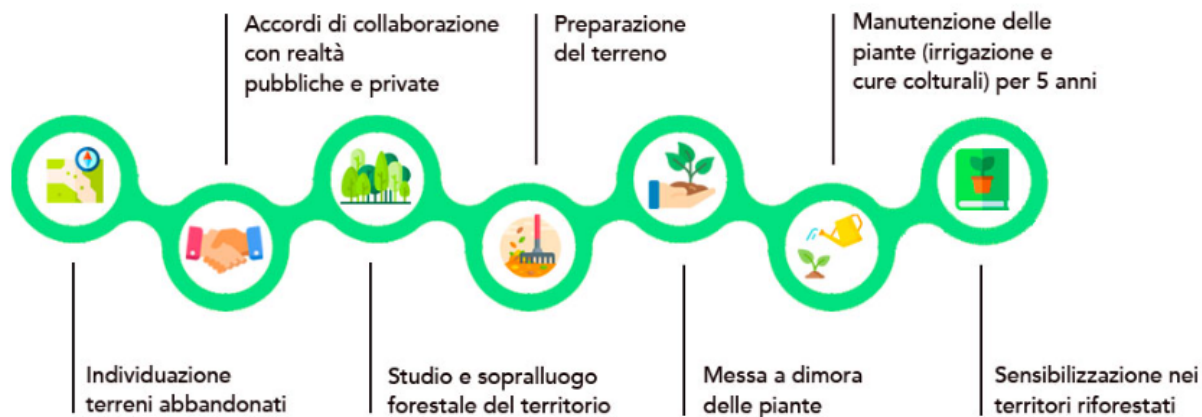 Accordi di collaborazione
con realtà
pubbliche e private
Preparazione
del terreno
Manutenzione delle
piante (irrigazione e
cure colturali) per 5 anni
Individuazione
terreni abbandonati
Studio e sopralluogo
forestale del territorio
Messa a dimora
delle piante
Sensibilizzazione nei
territori riforestati